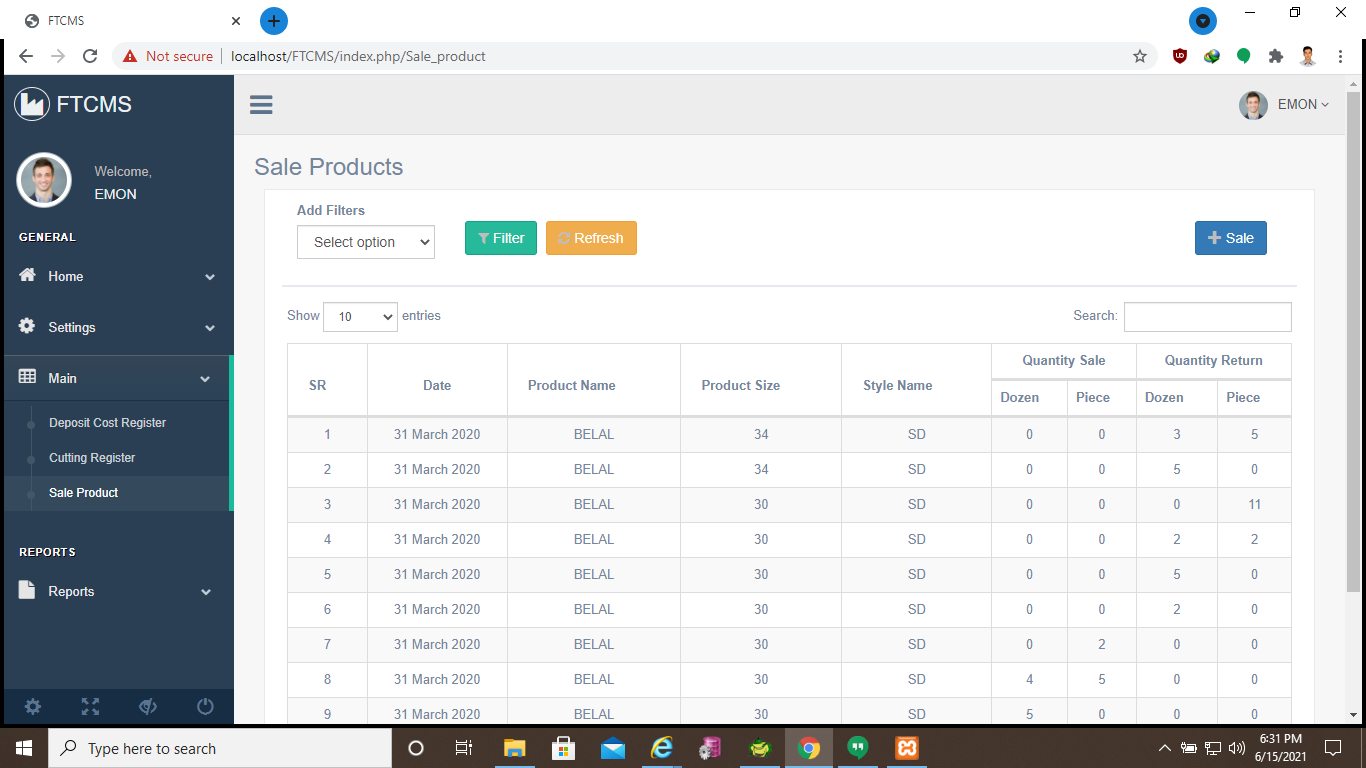 FTCMS
Not secure
localhost/FTCMS/index.php/Sale_product
FTCMS
EMON
Welcome,
EMON
GENERAL
Home
Settings
Main
Deposit Cost Register
Cutting Register
Sale Product
REPORTS
Reports
Sale Products
Add Filters
Select option
Filter
Refresh
Sale
Show 10 entries
Search:
SR Date Product Name Product Size Style Name Quantity Sale Quantity Return
Dozen Piece Dozen Piece
1 31 March 2020 BELAL 34 SD 0 0 3 5
2 31 March 2020 BELAL 34 SD 0 0 5 0
3 31 March 2020 BELAL 30 SD 0 0 0 11
4 31 March 2020 BELAL 30 SD 0 0 2 2
5 31 March 2020 BELAL 30 SD 0 0 5 0
6 31 March 2020 BELAL 30 SD 0 0 2 0
7 31 March 2020 BELAL 30 SD 0 2 0 0
8 31 March 2020 BELAL 30 SD 4 5 0 0
9 31 March 2020 BELAL 30 SD 5 0 0 0
Type here to search
6:31 PM
6/15/2021